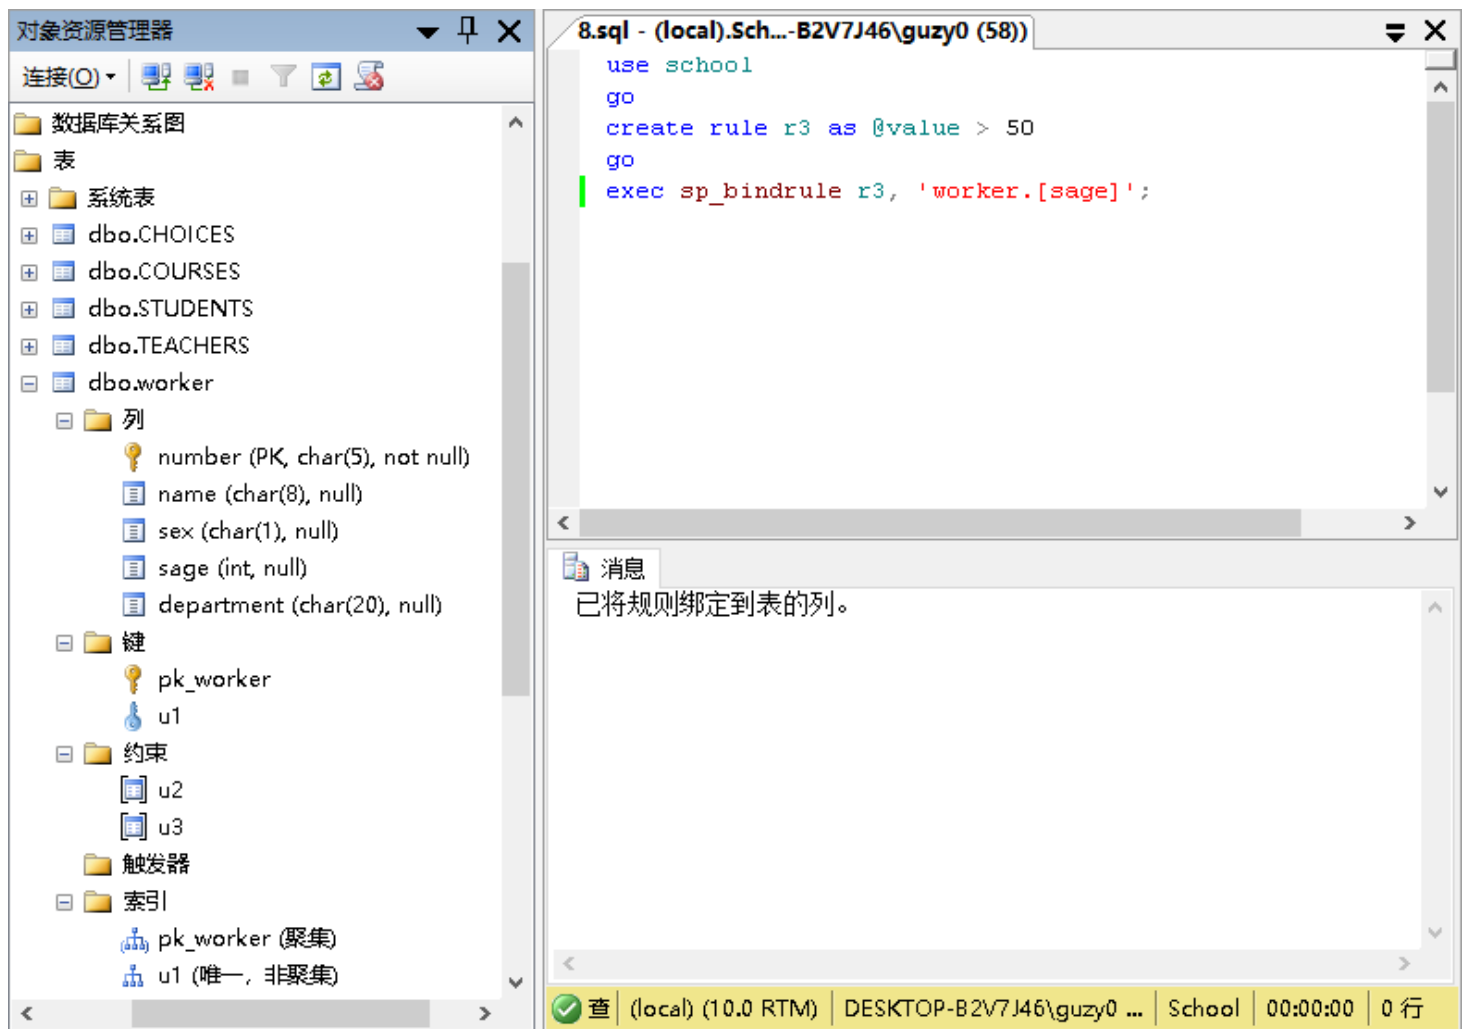 对象资源管理器
连接(O)
数据库关系图
表
系统表
dbo.CHOICES
dbo.COURSES
dbo.STUDENTS
dbo.TEACHERS
dbo.worker
列
number (PK, char(5), not null)
name (char(8), null)
sex (char(1), null)
sage (int, null)
department (char(20), null)
键
pk_worker
u1
约束
u2
u3
触发器
索引
pk_worker (聚集)
u1 (唯一, 非聚集)
8.sql - (local).Sch...-B2V7J46\guzy0 (58))
use school
go
create rule r3 as @value > 50
go
exec sp_bindrule r3, 'worker.[sage]';
消息
已将规则绑定到表的列。
查 (local) (10.0 RTM) DESKTOP-B2V7J46\guzy0 ... School 00:00:00 0 行